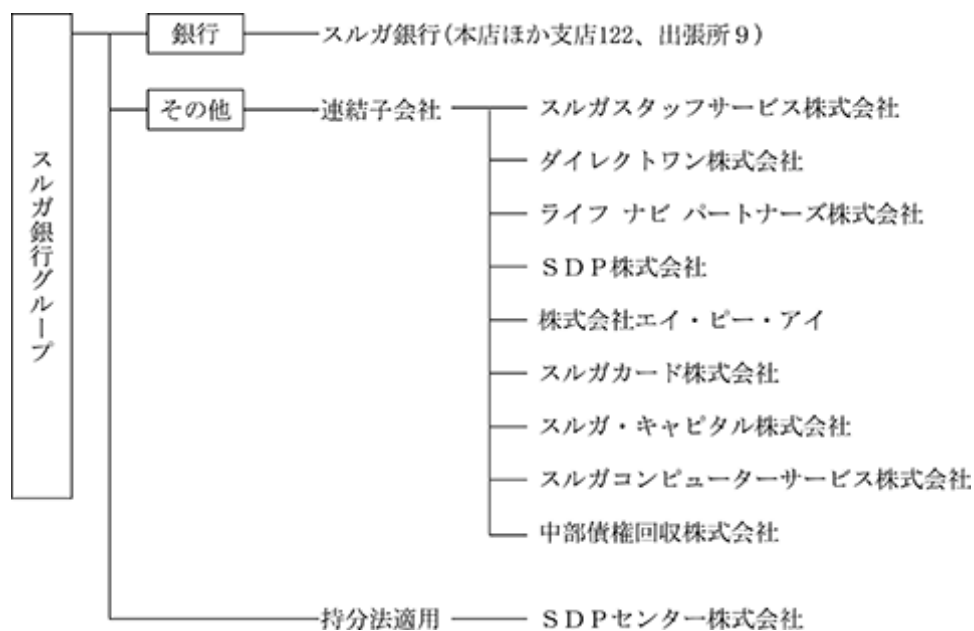 スルガ銀行グループ
銀行
スルガ銀行(本店ほか支店122、出張所9)
その他
連結子会社
スルガスタッフサービス株式会社
ダイレクトワン株式会社
ライフ ナビ パートナーズ株式会社
SDP株式会社
株式会社エイ・ピー・アイ
スルガカード株式会社
スルガ・キャピタル株式会社
スルガコンピューターサービス株式会社
中部債権回収株式会社
持分法適用
SDPセンター株式会社